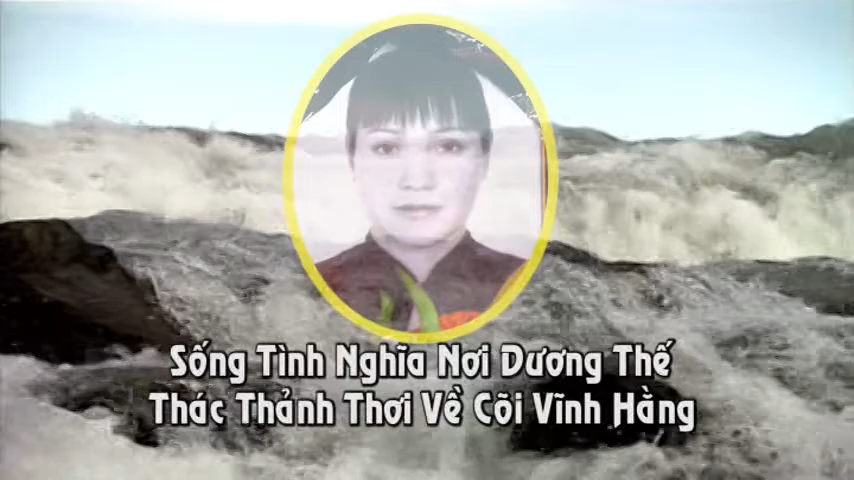 Sống Tình Nghĩa Nơi Dương Thế
Thác Thảnh Thơi Về Cõi Vĩnh Hằng